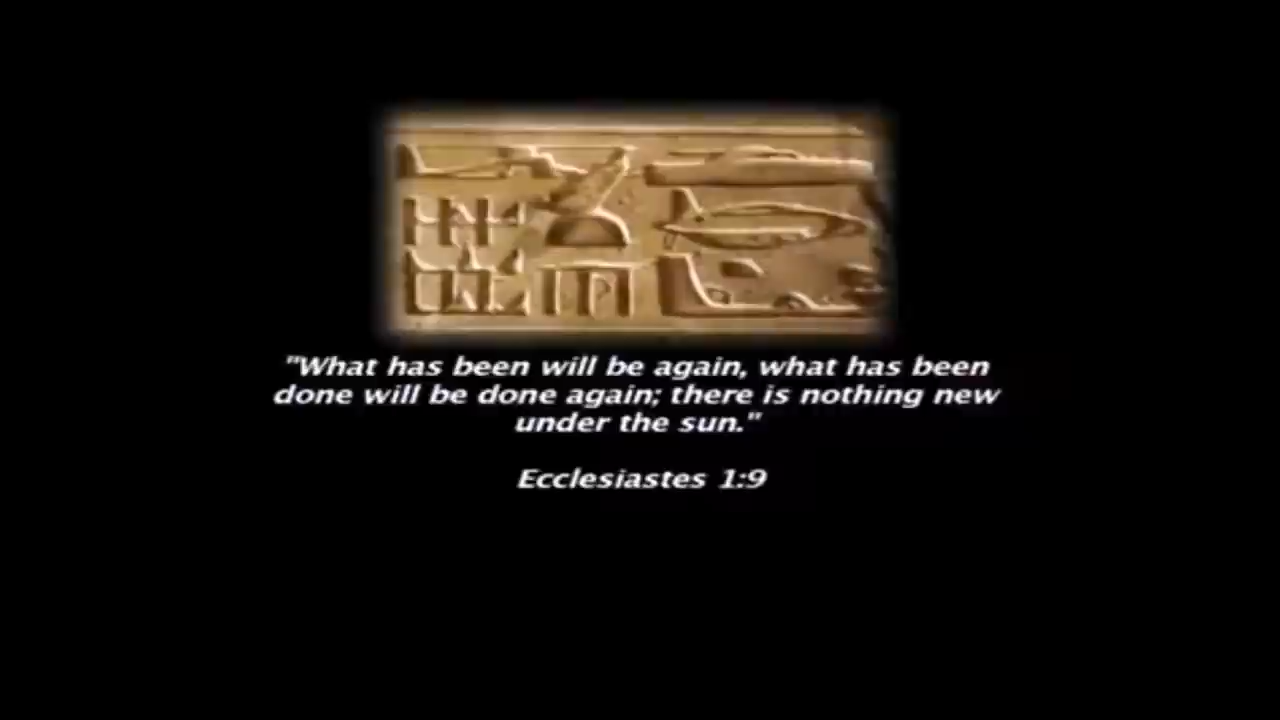 "What has been will be again, what has been
done will be done again; there is nothing new
under the sun."
Ecclesiastes 1:9